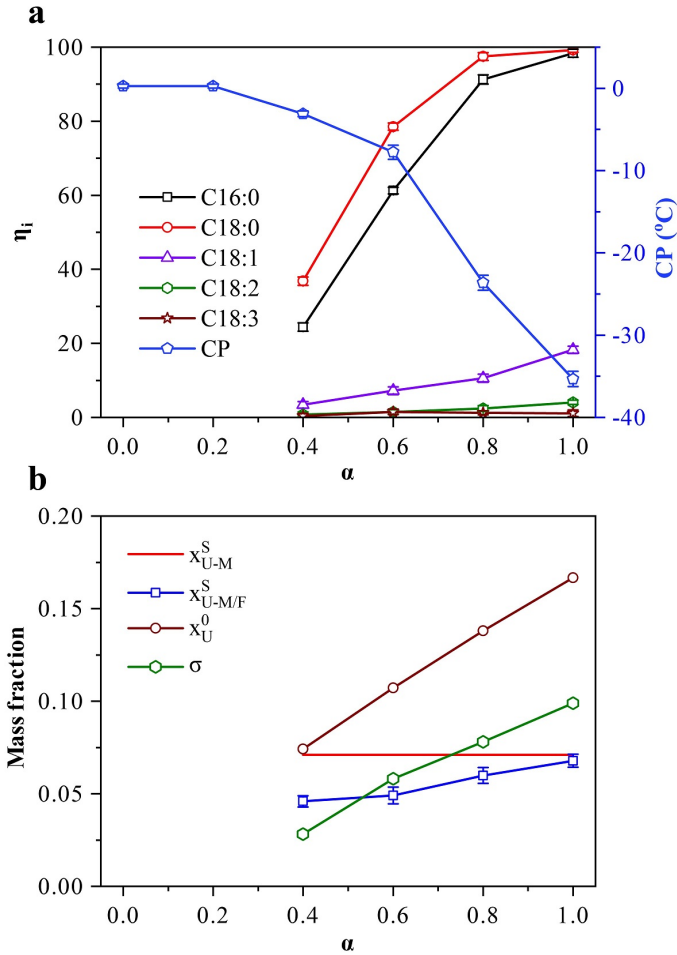 a
100
80
60
40
20
0
ηi
C16:0
C18:0
C18:1
C18:2
C18:3
CP
0
-10
-20
-30
-40
CP (ºC)
0.0 0.2 0.4 0.6 0.8 1.0
α
b
0.20
0.15
0.10
0.05
0.00
Mass fraction
x^S_U-M
x^S_U-M/F
x^0_U
σ
0.0 0.2 0.4 0.6 0.8 1.0
α